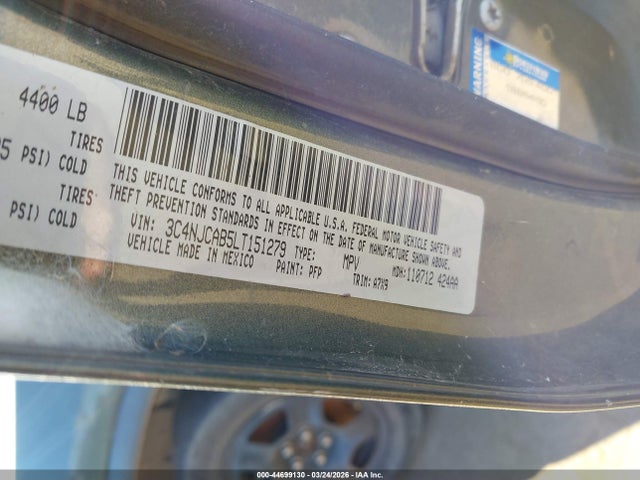 WARNING
4400 LB
TIRES
PSI) COLD
TIRES
PSI) COLD
THIS VEHICLE CONFORMS TO ALL APPLICABLE U.S.A. FEDERAL MOTOR VEHICLE SAFETY AND
THEFT PREVENTION STANDARDS IN EFFECT ON THE DATE OF MANUFACTURE SHOWN ABOVE.
VIN: 3C4NJCAB5LT151279 TYPE: MPV MDH: 110712 424AA
VEHICLE MADE IN MEXICO PAINT: PFP TRIM: A7X9
000-44699130 - 03/24/2026 - IAA Inc.